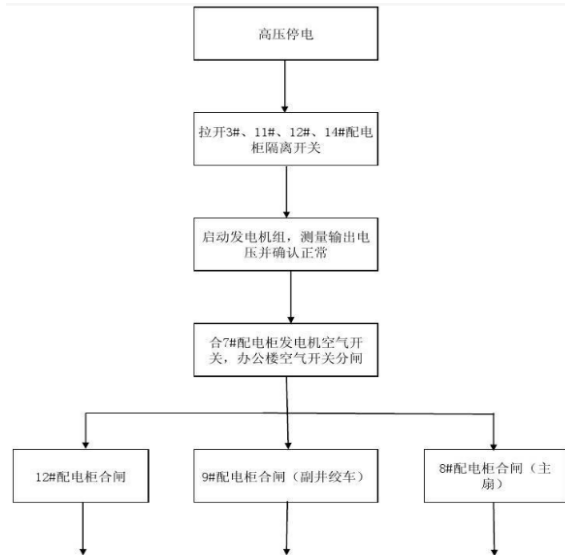 高压停电
拉开3#、11#、12#、14#配电
柜隔离开关
启动发电机组，测量输出电
压并确认正常
合7#配电柜发电机空气开
关，办公楼空气开关分闸
12#配电柜合闸
9#配电柜合闸（副井绞车）
8#配电柜合闸（主
扇）